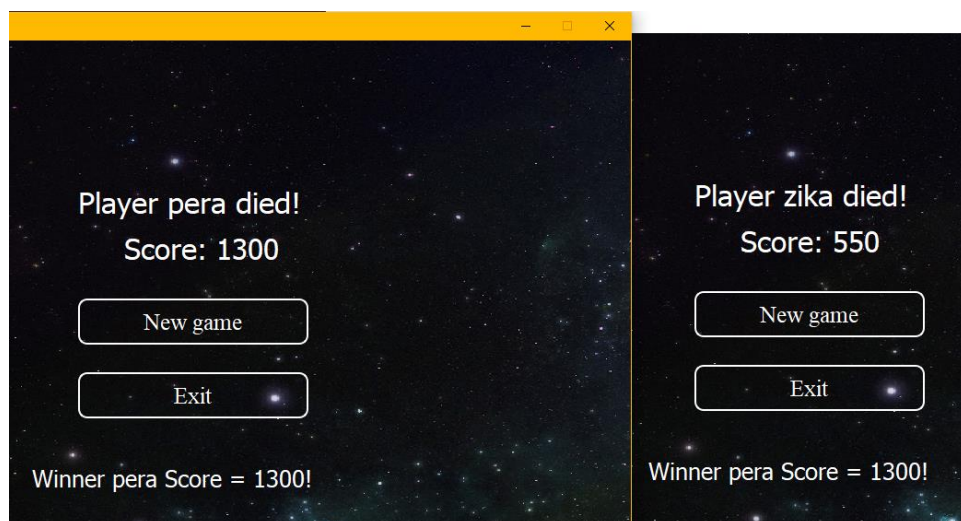 Player pera died!
Score: 1300
New game
Exit
Winner pera Score = 1300!
Player zika died!
Score: 550
New game
Exit
Winner pera Score = 1300!